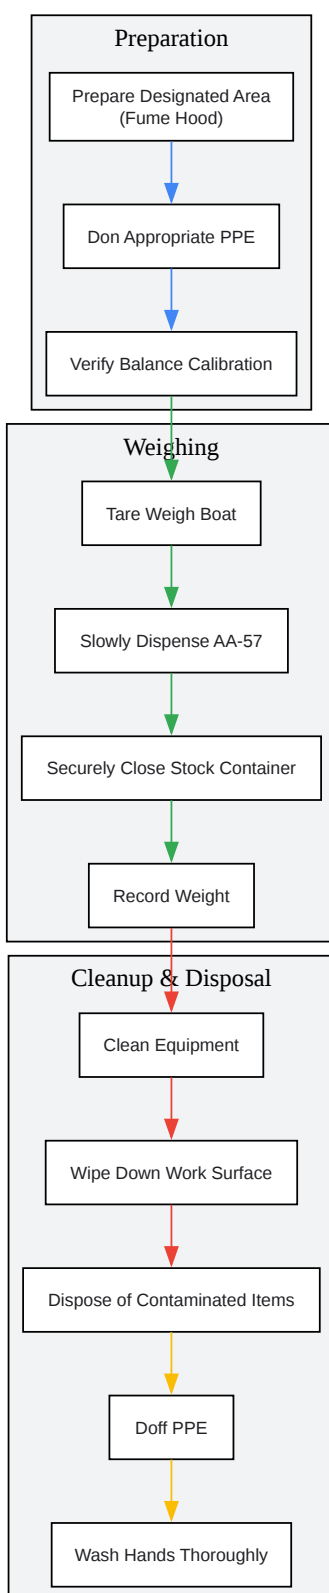 Preparation
Prepare Designated Area
(Fume Hood)
Don Appropriate PPE
Verify Balance Calibration
Weighing
Tare Weigh Boat
Slowly Dispense AA-57
Securely Close Stock Container
Record Weight
Cleanup & Disposal
Clean Equipment
Wipe Down Work Surface
Dispose of Contaminated Items
Doff PPE
Wash Hands Thoroughly